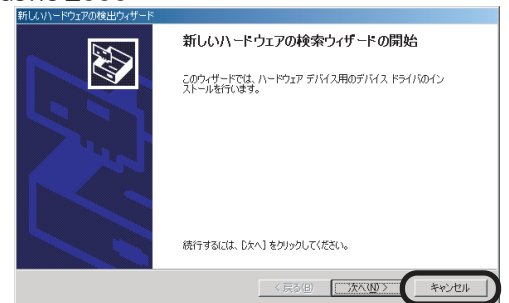 新しいハードウェアの検出ウィザード
新しいハードウェアの検索ウィザードの開始
このウィザードでは、ハードウェア デバイス用のデバイス ドライバのイン
ストールを行います。
続行するには、[次へ] をクリックしてください。
< 戻る(B) 次へ(N) > キャンセル